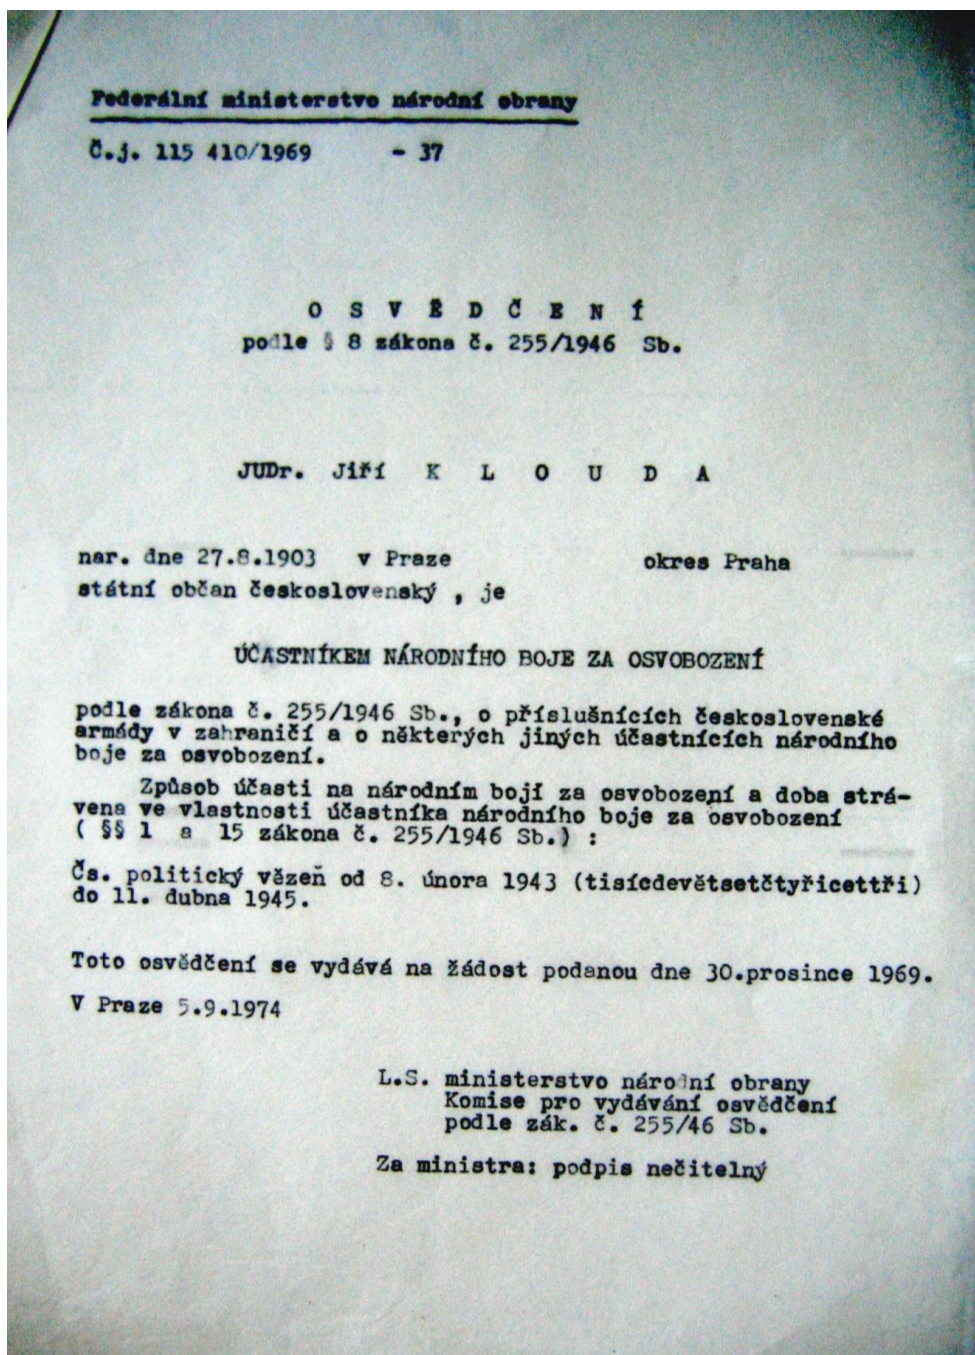 Federální ministerstvo národní obrany
Č.j. 115 410/1969 - 37
O S V Ě D Č E N Í
podle § 8 zákona č. 255/1946 Sb.
JUDr. Jiří K L O U D A
nar. dne 27.8.1903 v Praze okres Praha
státní občan československý , je
ÚČASTNÍKEM NÁRODNÍHO BOJE ZA OSVOBOZENÍ
podle zákona č. 255/1946 Sb., o příslušnících československé
armády v zahraničí a o některých jiných účastnících národního
boje za osvobození.
Způsob účasti na národním bojí za osvobození a doba strá-
vena ve vlastnosti účastníka národního boje za osvobození
( §§ 1 a 15 zákona č. 255/1946 Sb.) :
Čs. politický vězeň od 8. února 1943 (tisícdevětsetčtyřicettři)
do 11. dubna 1945.
Toto osvědčení se vydává na žádost podanou dne 30.prosince 1969.
V Praze 5.9.1974
L.S. ministerstvo národní obrany
Komise pro vydávání osvědčení
podle zák. č. 255/46 Sb.
Za ministra: podpis nečitelný